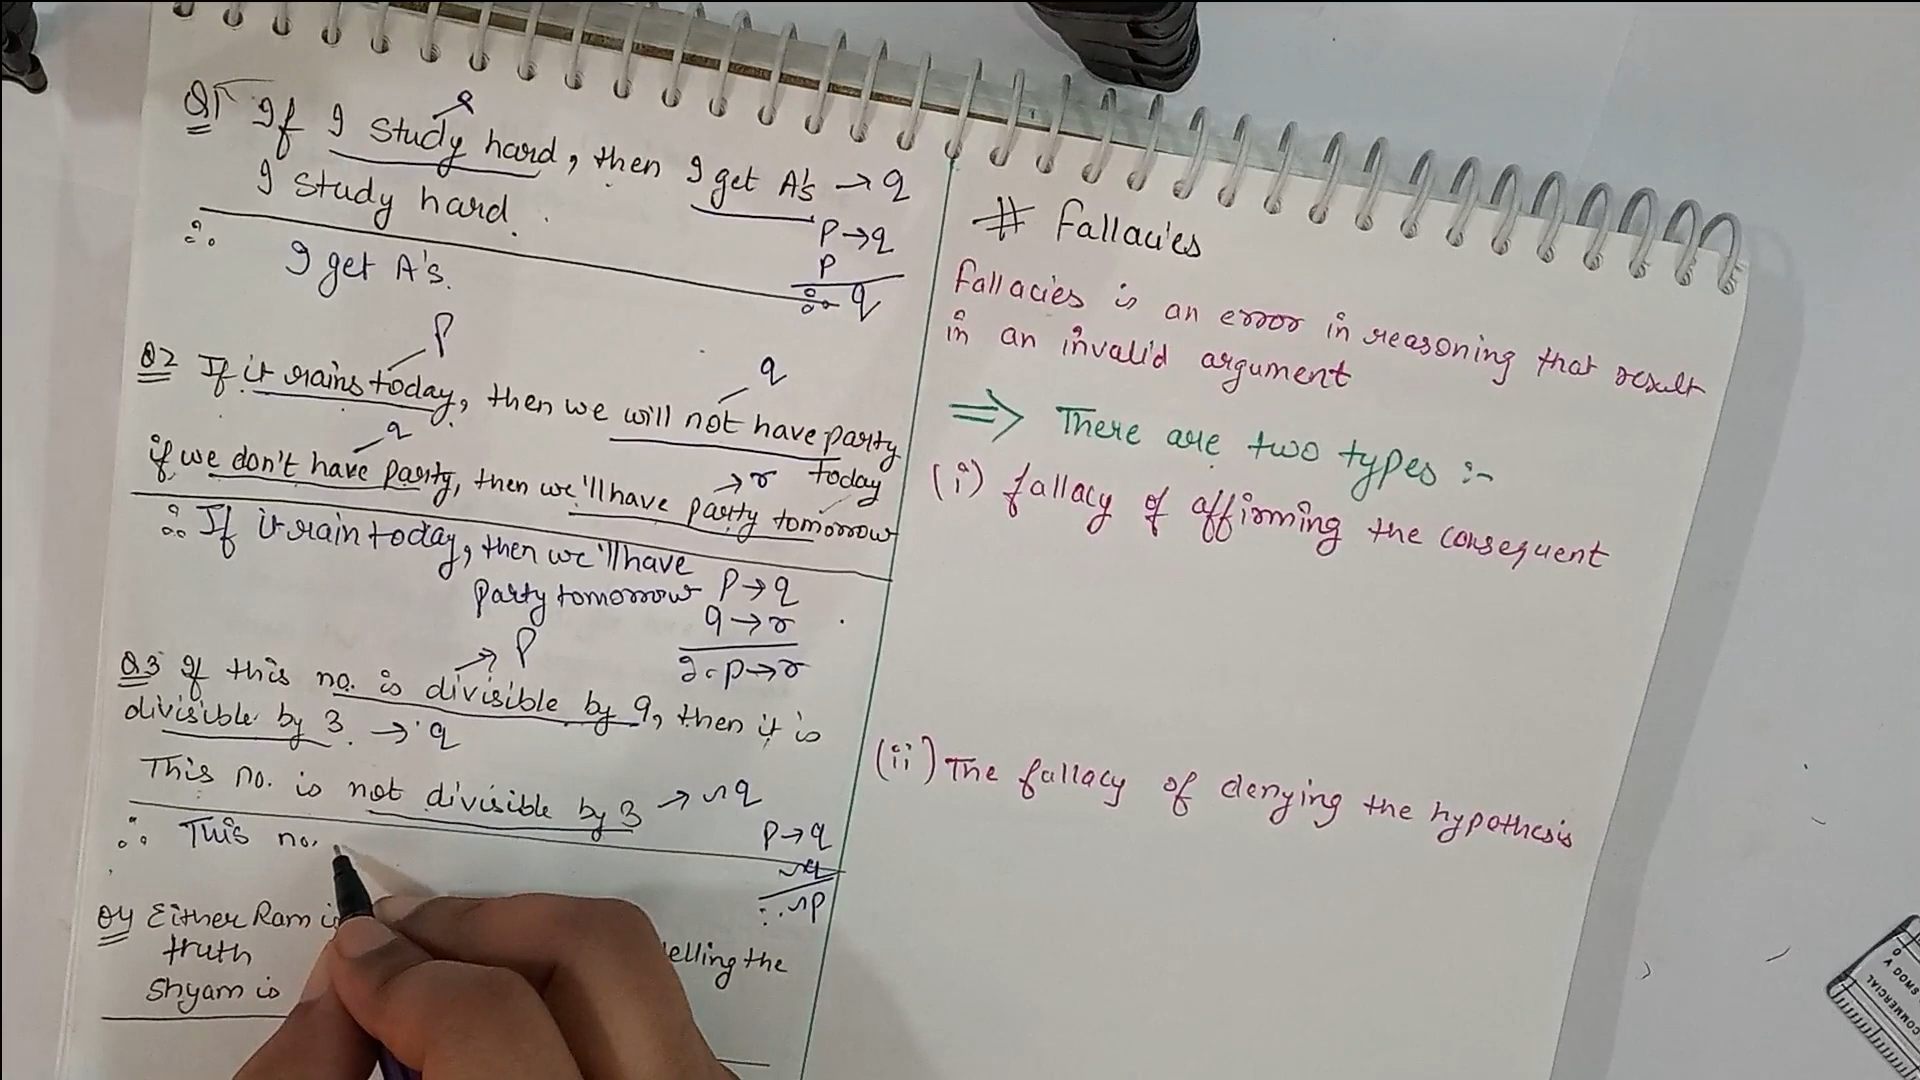 Q1 If I study hard, then I get A's → q
I study hard.
p→q
p
∴ q
∴ I get A's.
p
q
Q2 If it rains today, then we will not have party
today
q
if we don't have party, then we'll have party tomorrow
→ r
∴ If it rain today, then we'll have
party tomorrow
p→q
q→r
∴ p→r
→ p
Q3 If this no. is divisible by 9, then it is
divisible by 3. → q
This no. is not divisible by 3 → ~q
p→q
~q
∴ ~p
∴ This no.
Q4 Either Ram is elling the
truth
Shyam is
# Fallacies
Fallacies is an error in reasoning that result
in an invalid argument
⇒ There are two types :-
(i) fallacy of affirming the consequent
(ii) The fallacy of denying the hypothesis
COMMERCIAL